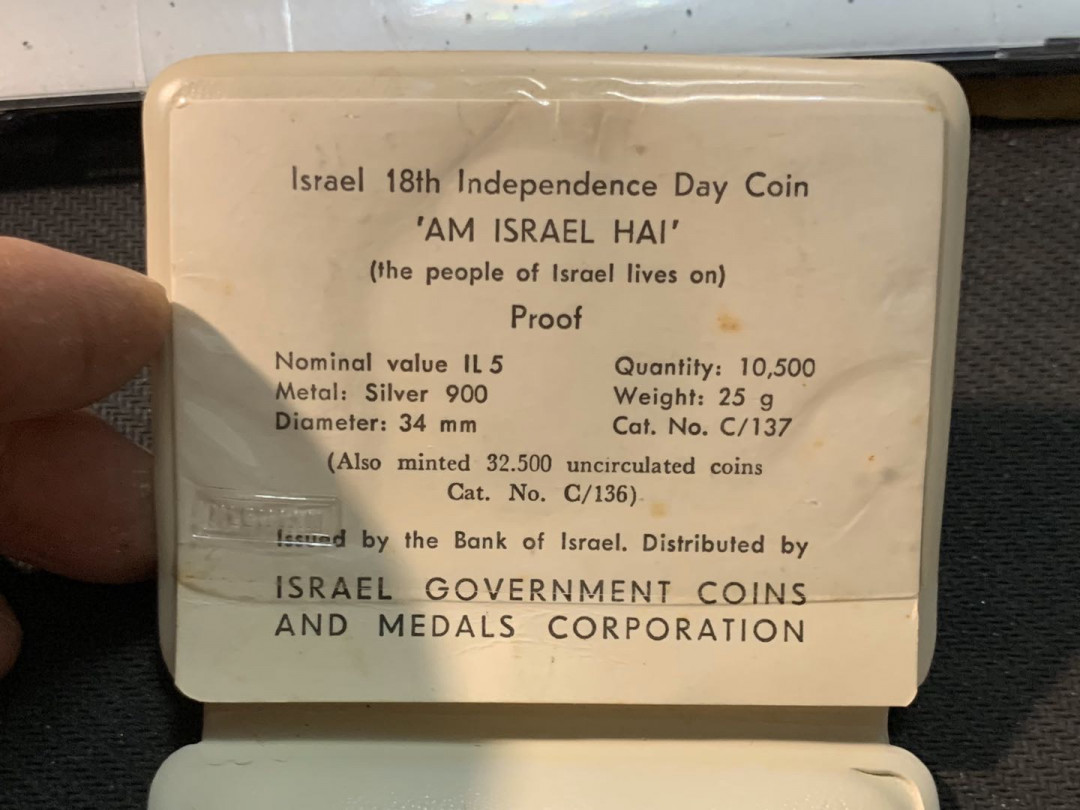 Israel 18th Independence Day Coin
'AM ISRAEL HAI'
(the people of Israel lives on)
Proof
Nominal value IL 5
Metal: Silver 900
Diameter: 34 mm
Quantity: 10,500
Weight: 25 g
Cat. No. C/137
(Also minted 32.500 uncirculated coins
Cat. No. C/136)
Issued by the Bank of Israel. Distributed by
ISRAEL GOVERNMENT COINS
AND MEDALS CORPORATION